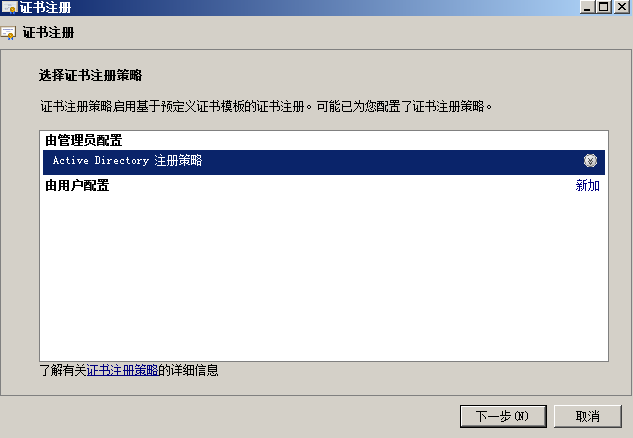 证书注册
证书注册
选择证书注册策略
证书注册策略启用基于预定义证书模板的证书注册。可能已为您配置了证书注册策略。
由管理员配置
Active Directory 注册策略
由用户配置 新加
了解有关证书注册策略的详细信息
下一步(N) 取消